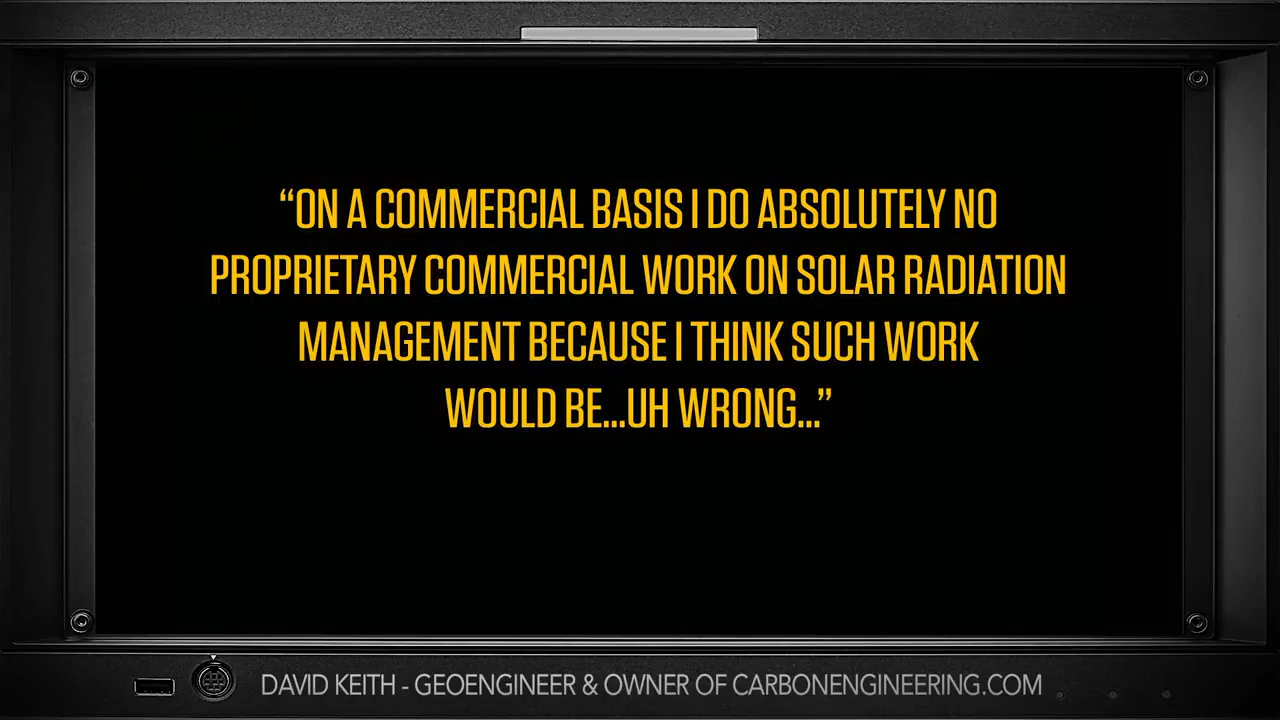 “ON A COMMERCIAL BASIS I DO ABSOLUTELY NO
PROPRIETARY COMMERCIAL WORK ON SOLAR RADIATION
MANAGEMENT BECAUSE I THINK SUCH WORK
WOULD BE...UH WRONG...”
DAVID KEITH - GEOENGINEER & OWNER OF CARBONENGINEERING.COM